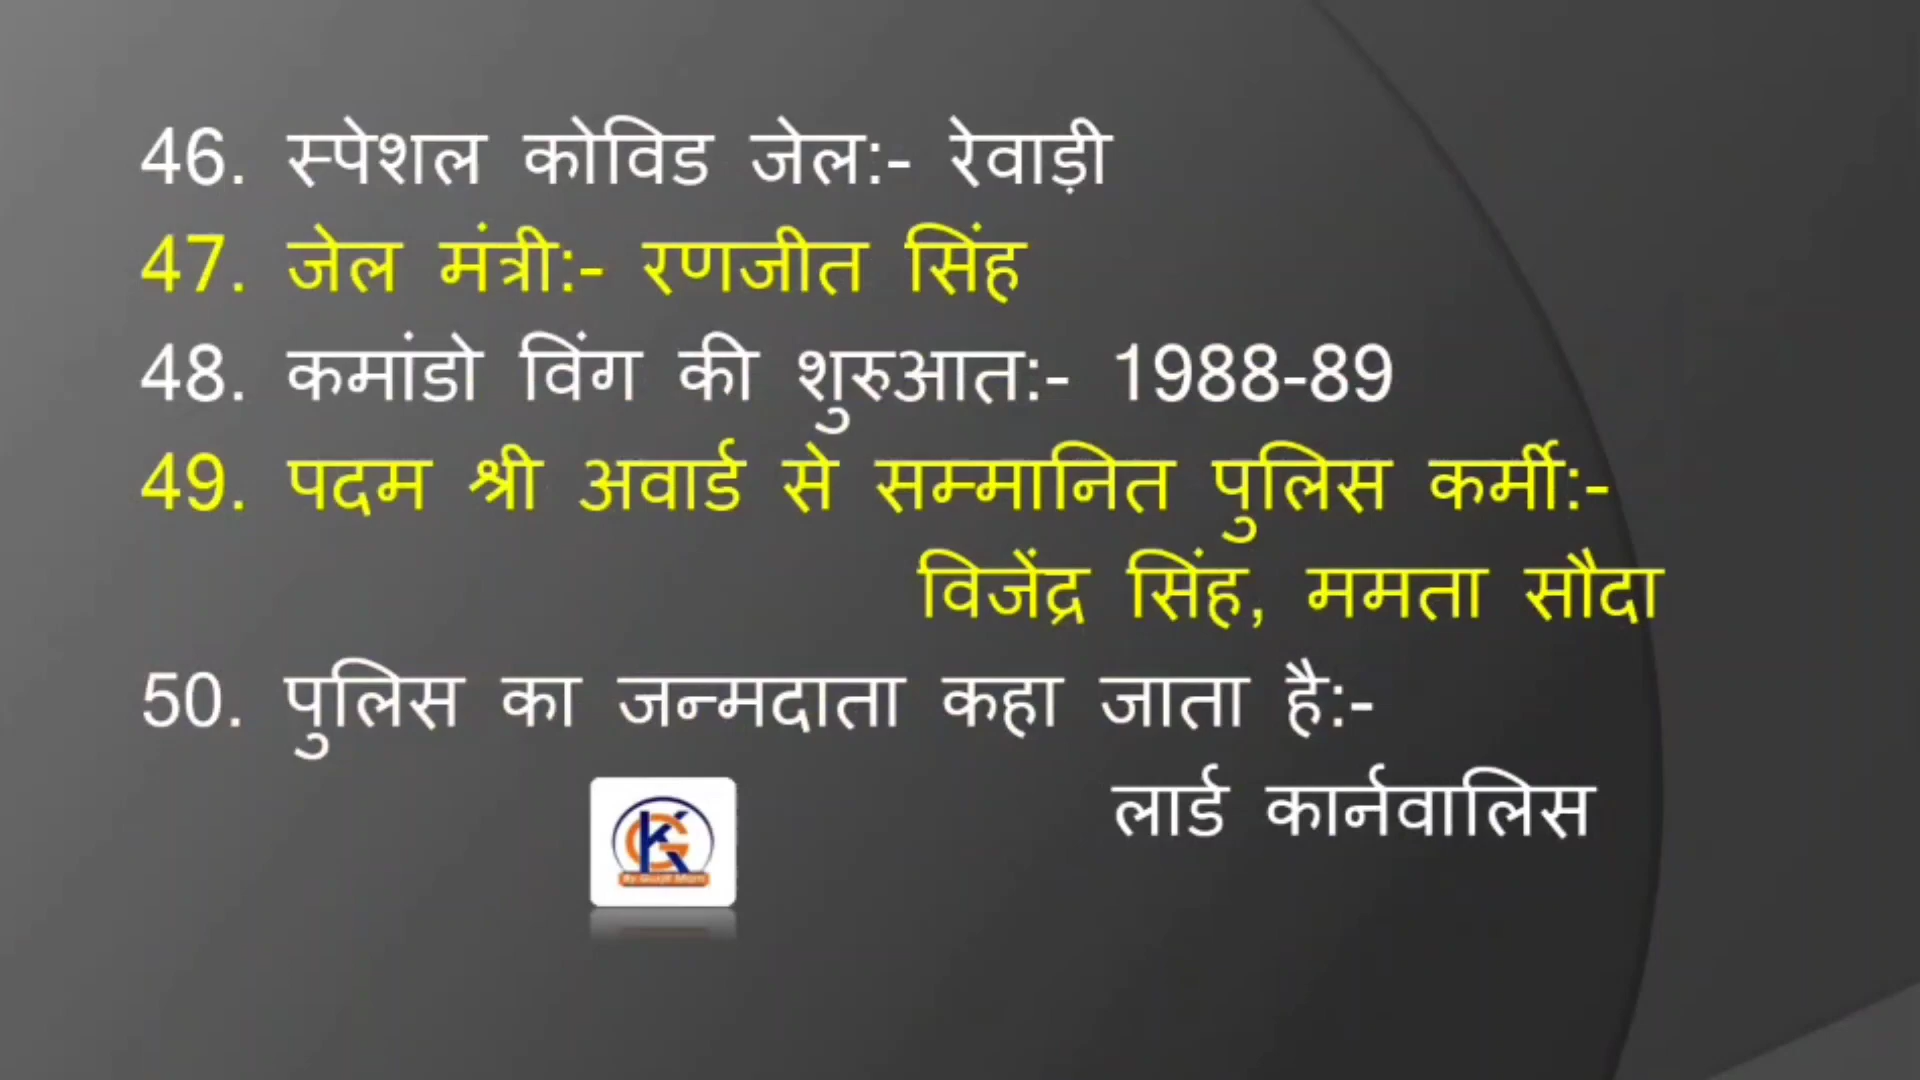 46. स्पेशल कोविड जेल:- रेवाड़ी
47. जेल मंत्री:- रणजीत सिंह
48. कमांडो विंग की शुरुआत:- 1988-89
49. पदम श्री अवार्ड से सम्मानित पुलिस कर्मी:-
विजेंद्र सिंह, ममता सौदा
50. पुलिस का जन्मदाता कहा जाता है:-
लार्ड कार्नवालिस
KG